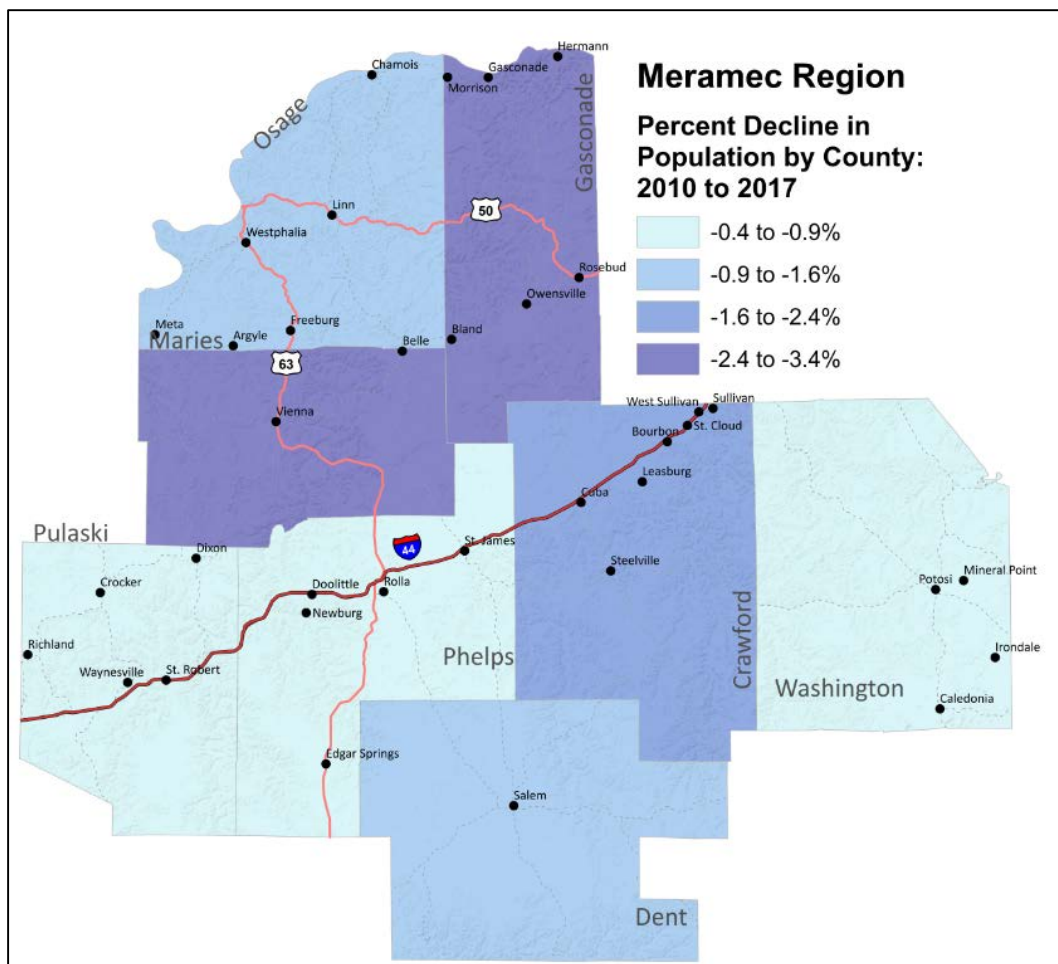 Meramec Region
Percent Decline in
Population by County:
2010 to 2017
-0.4 to -0.9%
-0.9 to -1.6%
-1.6 to -2.4%
-2.4 to -3.4%
Hermann
Chamois
Gasconade
Morrison
Osage
Gasconade
Linn
50
Westphalia
Rosebud
Owensville
Meta
Freeburg
Maries
Argyle
Belle
Bland
63
Vienna
West Sullivan
Sullivan
St. Cloud
Bourbon
Leasburg
Cuba
Pulaski
Dixon
44
St. James
Steelville
Crocker
Doolittle
Rolla
Newburg
Potosi
Mineral Point
Richland
Waynesville
St. Robert
Phelps
Crawford
Irondale
Washington
Caledonia
Edgar Springs
Salem
Dent